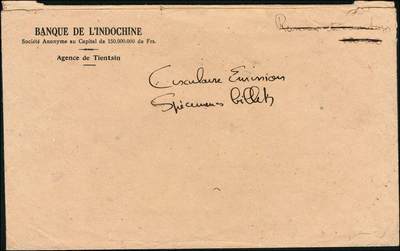 BANQUE DE L'INDOCHINE
Société Anonyme au Capital de 150.000.000 de Frs.
Agence de Tientsin
Circulaire Emissions
Spécimens billets